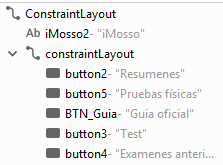 ConstraintLayout
Ab iMosso2- "iMosso"
constraintLayout
button2- "Resumenes"
button5- "Pruebas físicas"
BTN_Guia- "Guia oficial"
button3- "Test"
button4- "Examenes anteri...